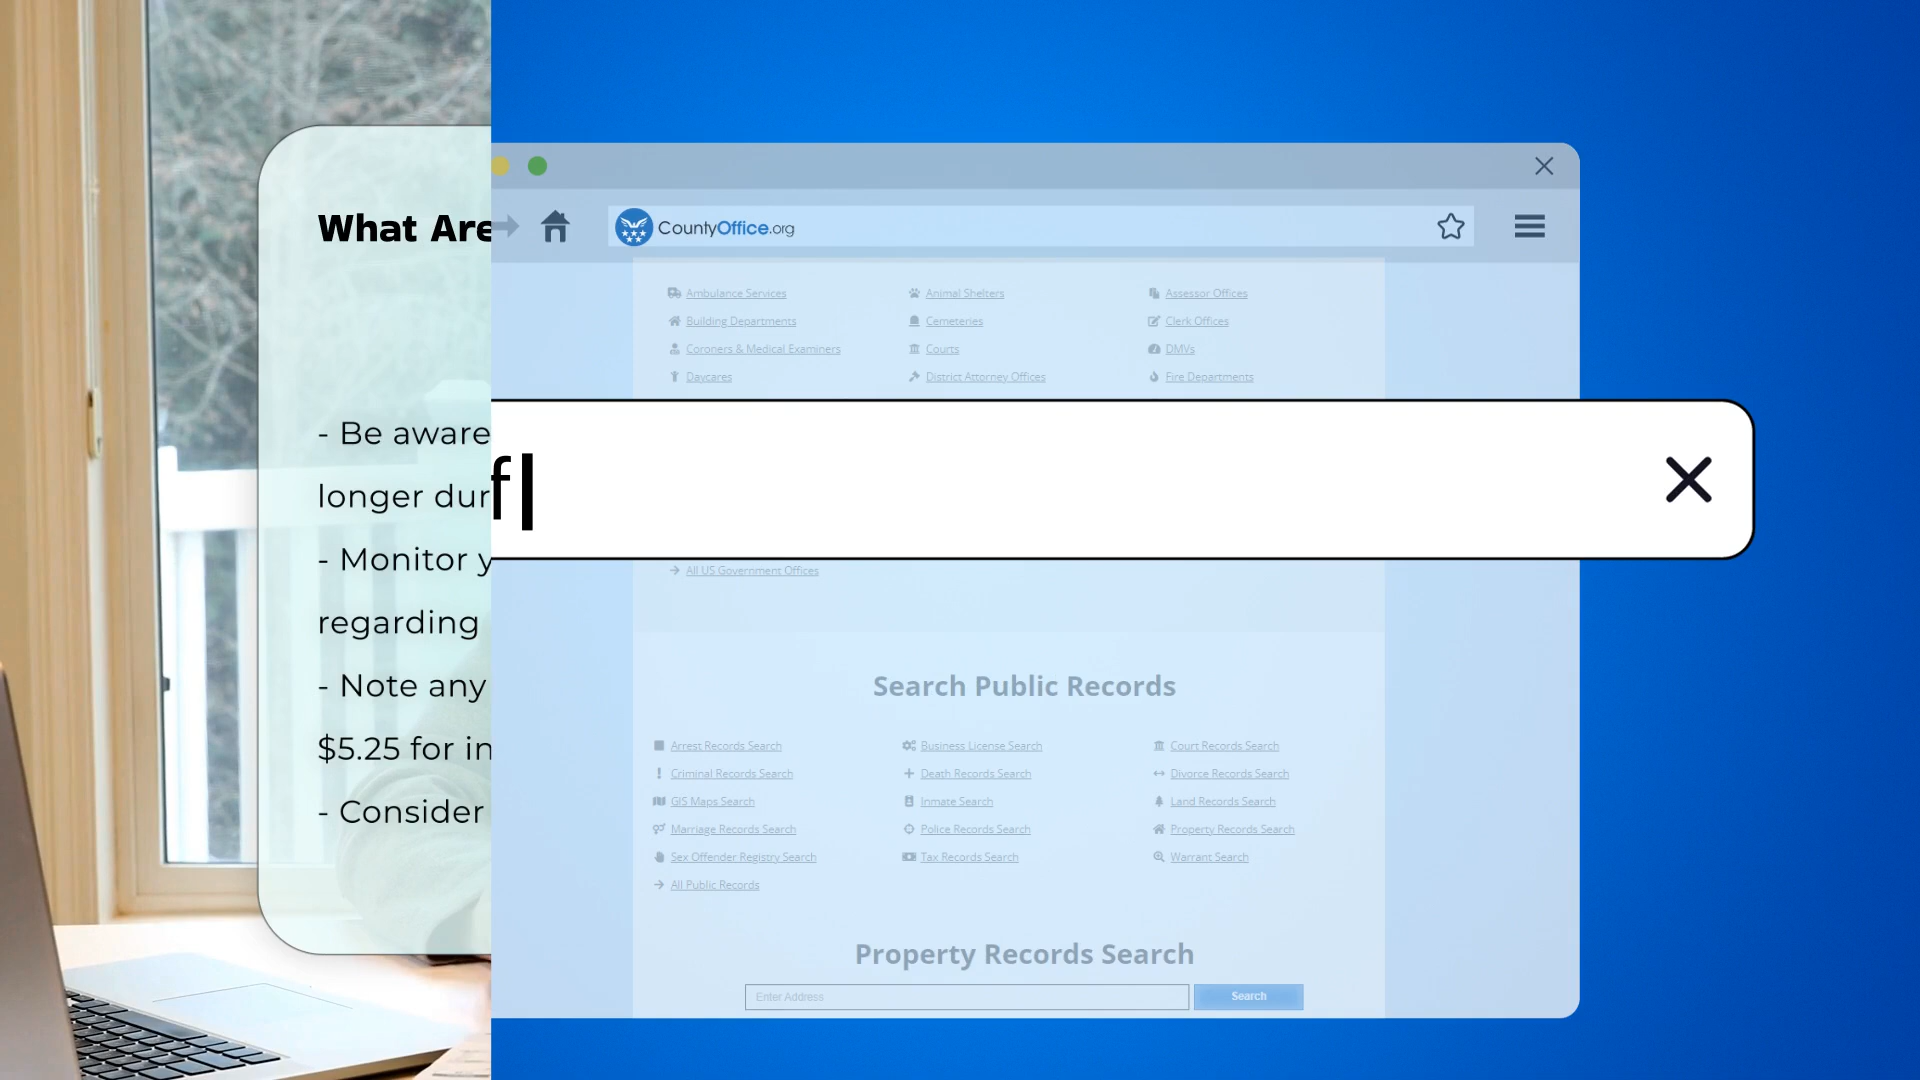 What Are
- Be aware
longer dur
- Monitor y
regarding
- Note any
$5.25 for in
- Consider
CountyOffice.org
Ambulance Services
Animal Shelters
Assessor Offices
Building Departments
Cemeteries
Clerk Offices
Coroners & Medical Examiners
Courts
DMVs
Daycares
District Attorney Offices
Fire Departments
f
All US Government Offices
Search Public Records
Arrest Records Search
Business License Search
Court Records Search
Criminal Records Search
Death Records Search
Divorce Records Search
GIS Maps Search
Inmate Search
Land Records Search
Marriage Records Search
Police Records Search
Property Records Search
Sex Offender Registry Search
Tax Records Search
Warrant Search
All Public Records
Property Records Search
Enter Address
Search